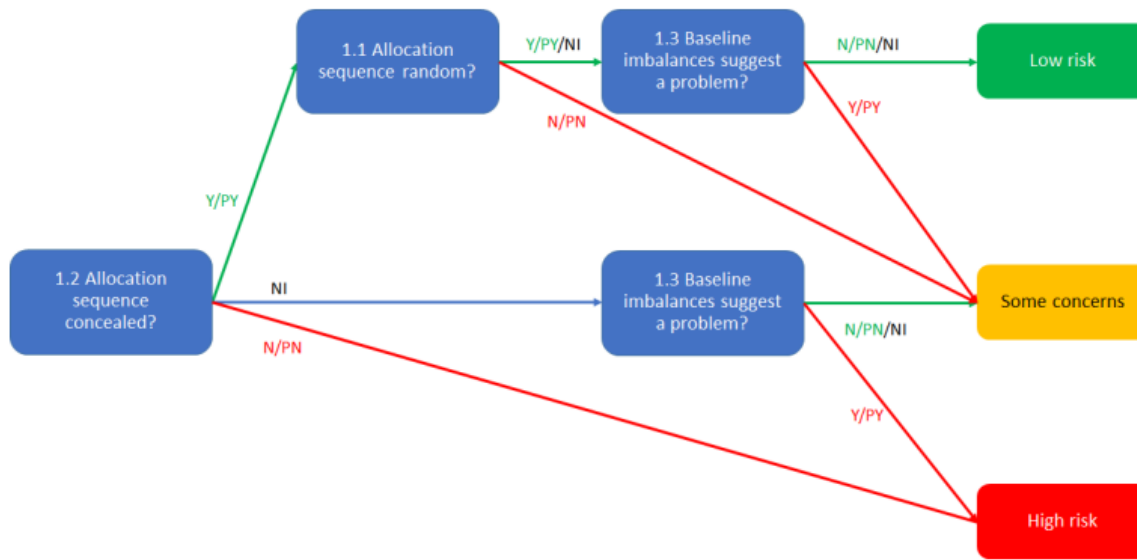 1.1 Allocation
sequence random?
Y/PY/NI
1.3 Baseline
imbalances suggest
a problem?
N/PN/NI
Low risk
N/PN
Y/PY
Y/PY
1.2 Allocation
sequence
concealed?
NI
1.3 Baseline
imbalances suggest
a problem?
Some concerns
N/PN/NI
N/PN
Y/PY
High risk